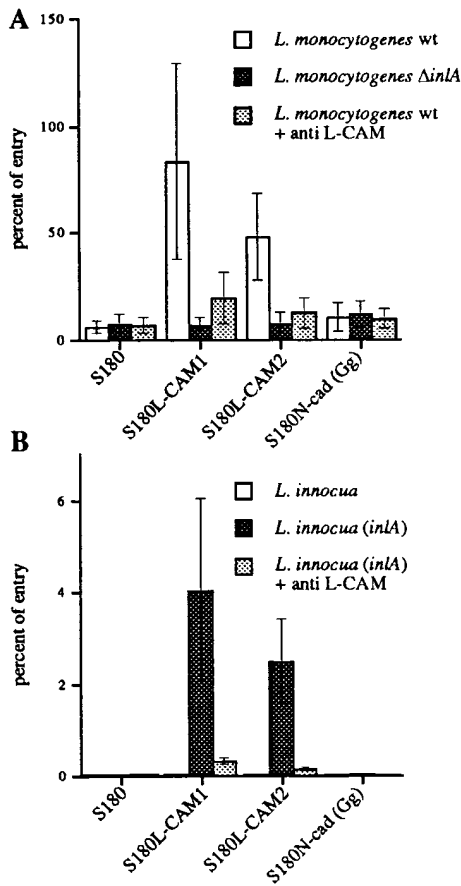 A
150
100
50
0
percent of entry
L. monocytogenes wt
L. monocytogenes ΔinlA
L. monocytogenes wt
+ anti L-CAM
S180
S180L-CAM1
S180L-CAM2
S180N-cad (Gg)
B
6
4
2
0
percent of entry
L. innocua
L. innocua (inlA)
L. innocua (inlA)
+ anti L-CAM
S180
S180L-CAM1
S180L-CAM2
S180N-cad (Gg)